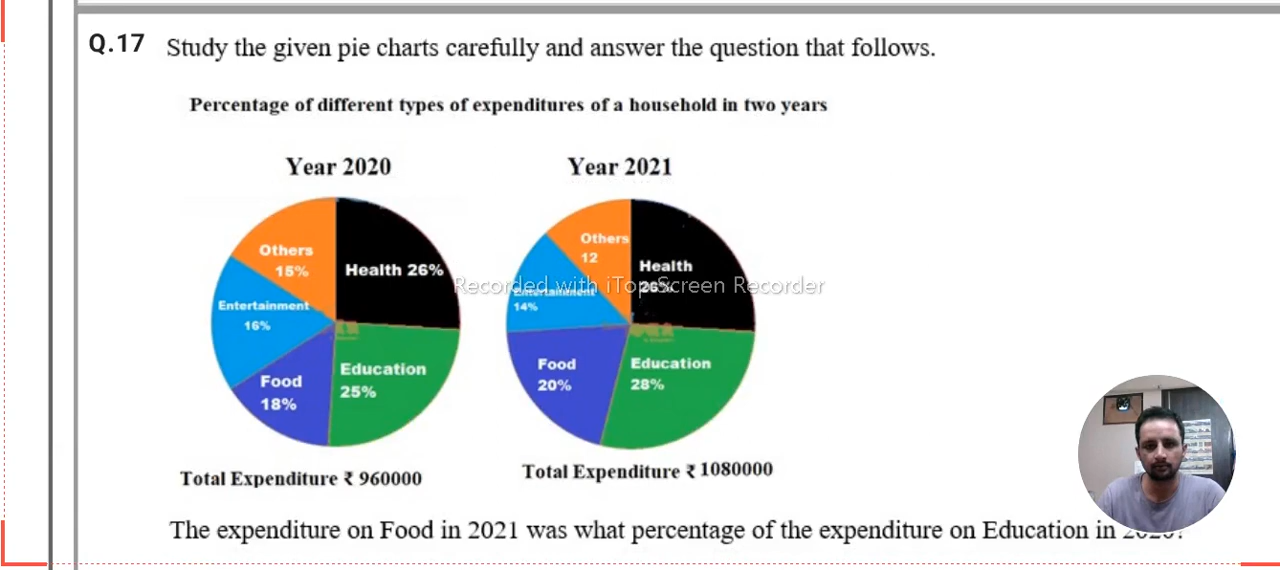 Q.17 Study the given pie charts carefully and answer the question that follows.
Percentage of different types of expenditures of a household in two years
Year 2020
Year 2021
Others
15%
Health 26%
Entertainment
16%
Food
18%
Education
25%
Others
12
Health
26%
Entertainment
14%
Food
20%
Education
28%
Recorded with iTop Screen Recorder
Total Expenditure ₹ 960000
Total Expenditure ₹ 1080000
The expenditure on Food in 2021 was what percentage of the expenditure on Education in 2020?